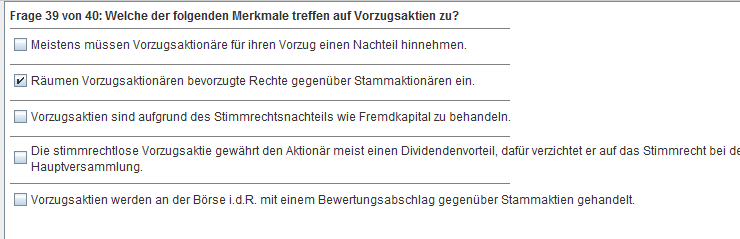 Frage 39 von 40: Welche der folgenden Merkmale treffen auf Vorzugsaktien zu?
Meistens müssen Vorzugsaktionäre für ihren Vorzug einen Nachteil hinnehmen.
Räumen Vorzugsaktionären bevorzugte Rechte gegenüber Stammaktionären ein.
Vorzugsaktien sind aufgrund des Stimmrechtsnachteils wie Fremdkapital zu behandeln.
Die stimmrechtlose Vorzugsaktie gewährt den Aktionär meist einen Dividendenvorteil, dafür verzichtet er auf das Stimmrecht bei de
Hauptversammlung.
Vorzugsaktien werden an der Börse i.d.R. mit einem Bewertungsabschlag gegenüber Stammaktien gehandelt.